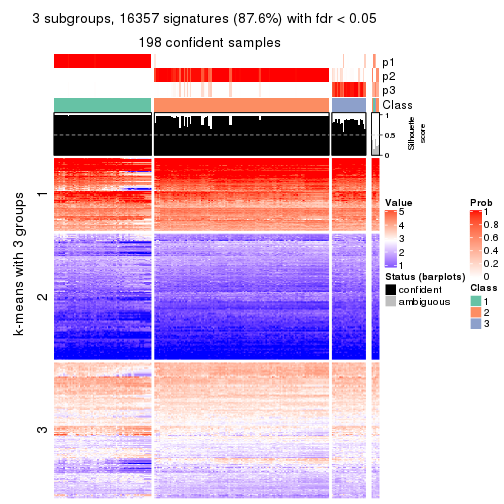 3 subgroups, 16357 signatures (87.6%) with fdr < 0.05
198 confident samples
p1
p2
p3
Class
1
0.5
0
Silhouette
score
k-means with 3 groups
1
2
3
Value
5
4
3
2
1
Status (barplots)
confident
ambiguous
Prob
1
0.8
0.6
0.4
0.2
0
Class
1
2
3